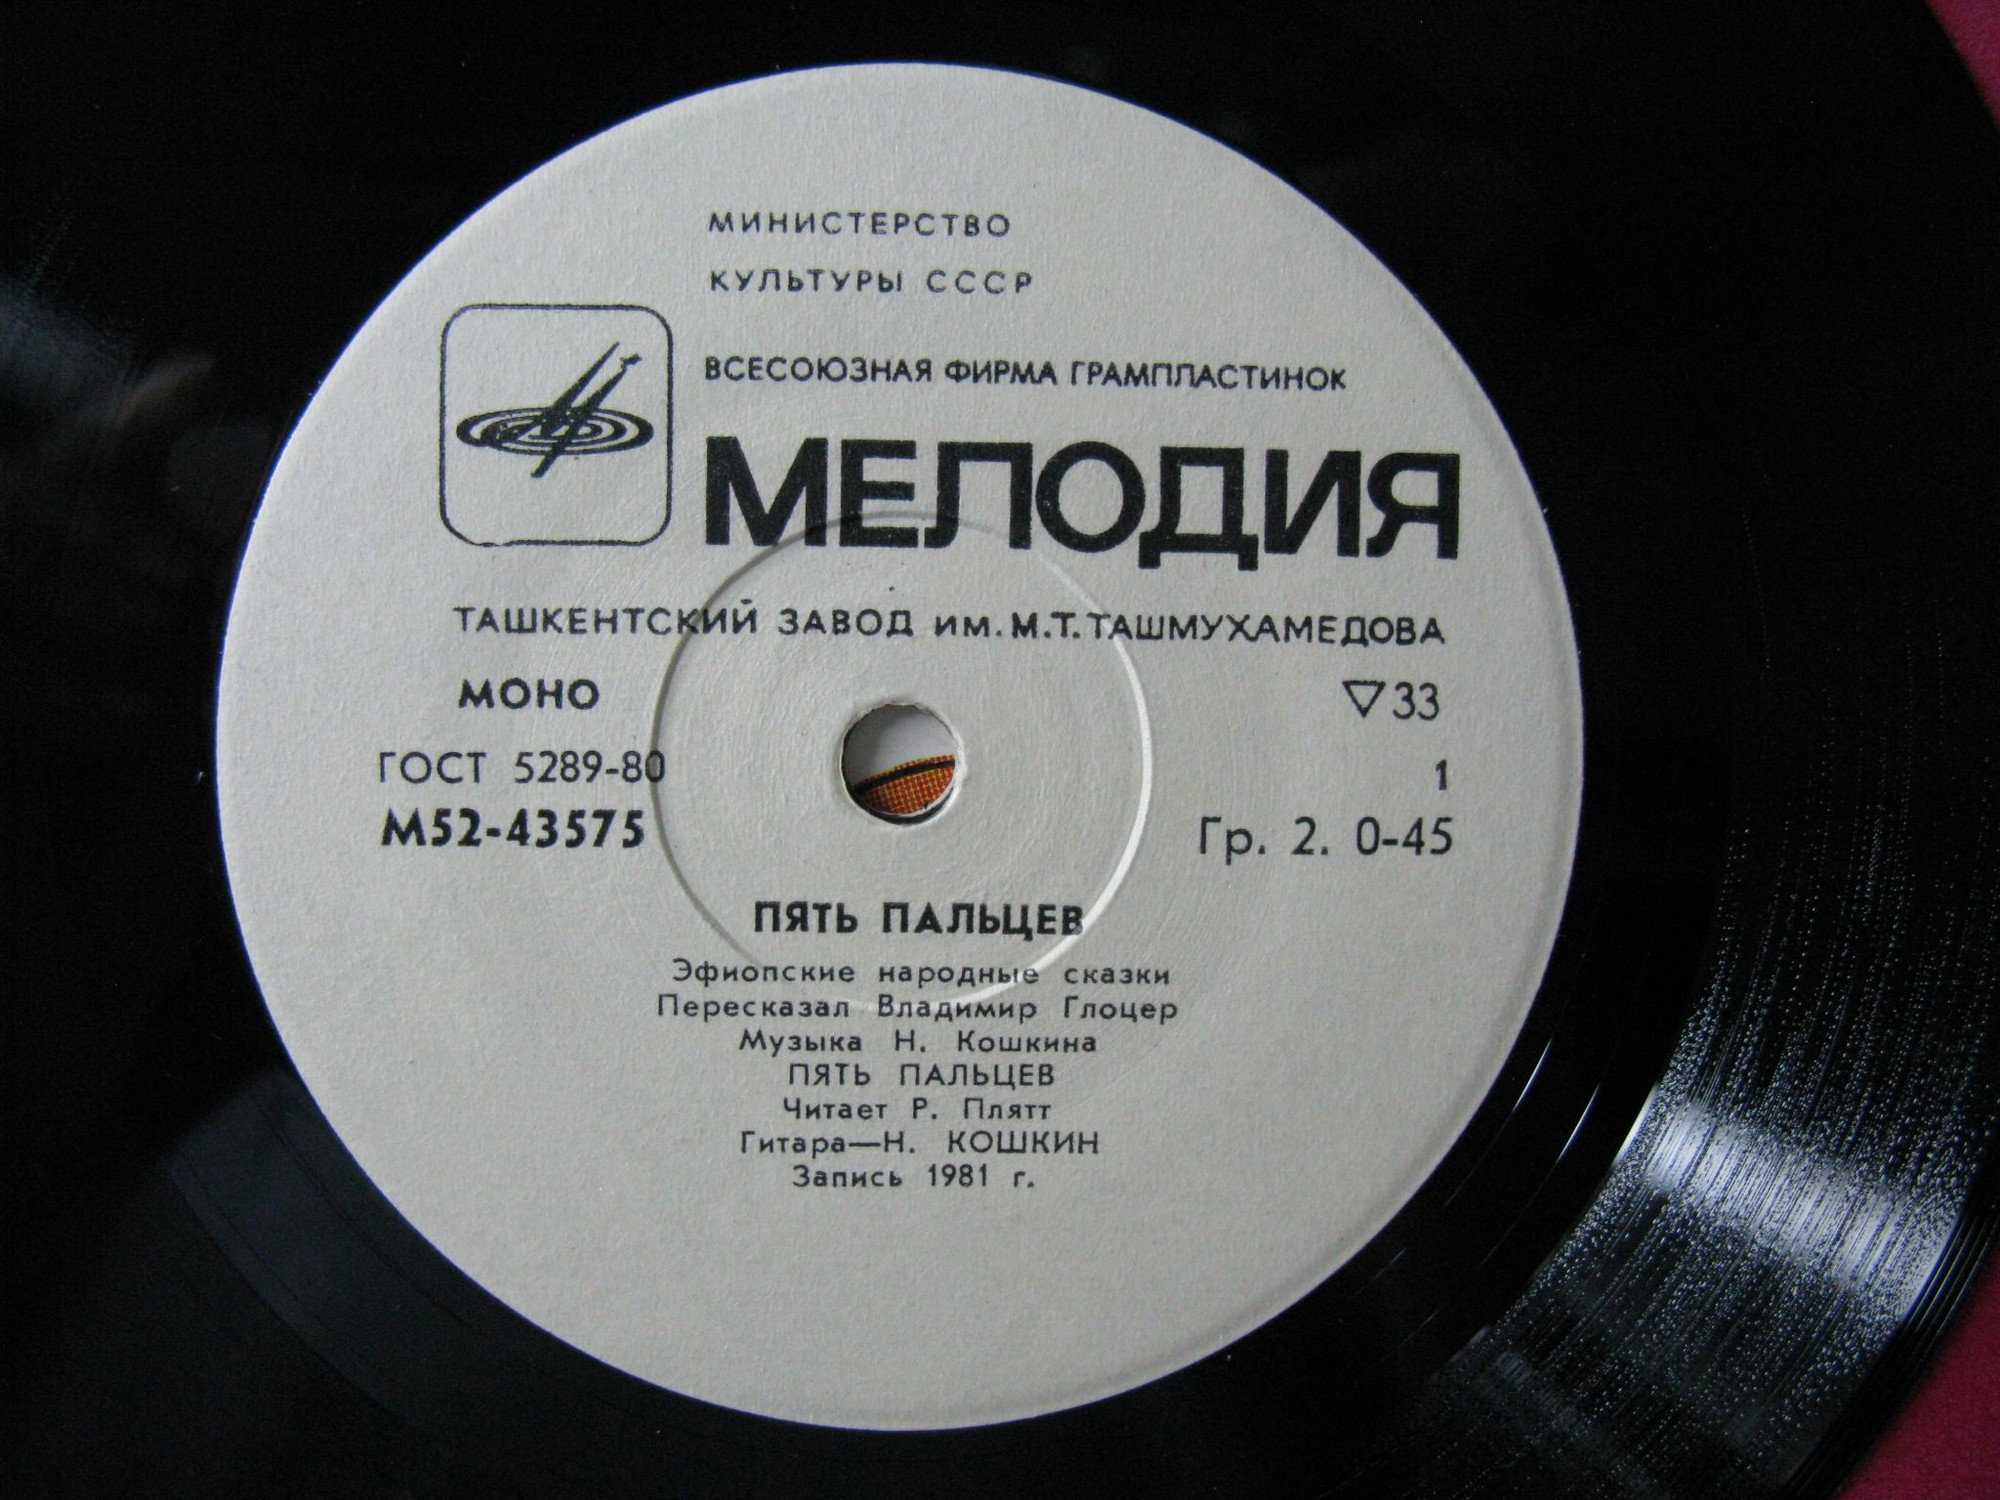 МИНИСТЕРСТВО
КУЛЬТУРЫ СССР
ВСЕСОЮЗНАЯ ФИРМА ГРАМПЛАСТИНОК
МЕЛОДИЯ
ТАШКЕНТСКИЙ ЗАВОД им. М.Т. ТАШМУХАМЕДОВА
МОНО ▽33
ГОСТ 5289-80 1
М52-43575 Гр. 2. 0-45
ПЯТЬ ПАЛЬЦЕВ
Эфиопские народные сказки
Пересказал Владимир Глоцер
Музыка Н. Кошкина
ПЯТЬ ПАЛЬЦЕВ
Читает Р. Плятт
Гитара—Н. КОШКИН
Запись 1981 г.